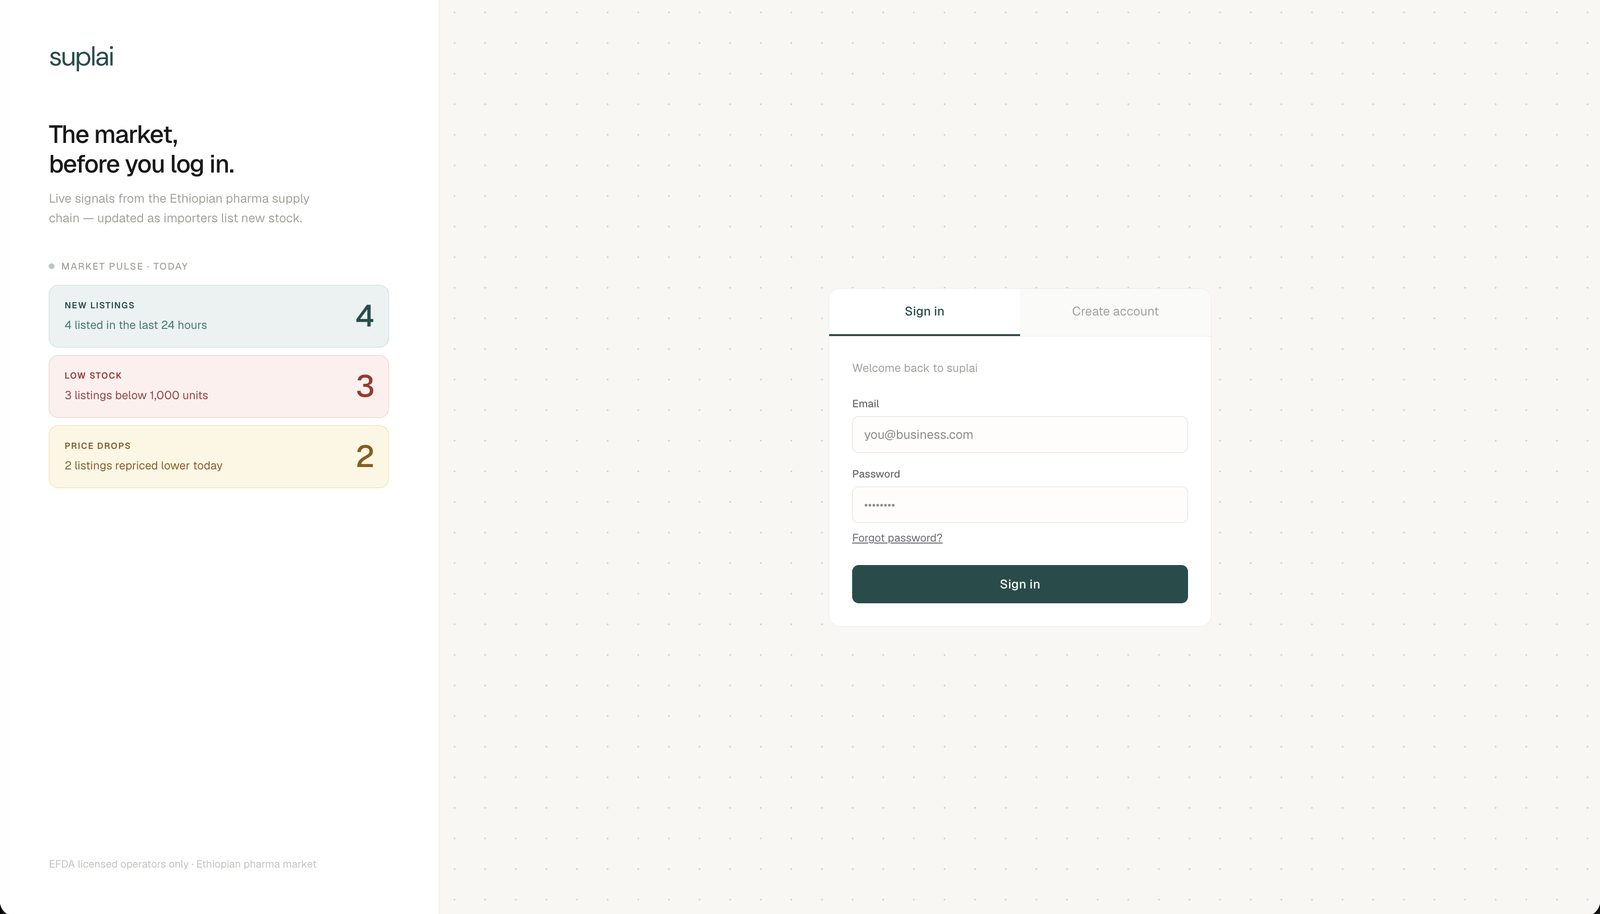 suplai
The market,
before you log in.
Live signals from the Ethiopian pharma supply
chain — updated as importers list new stock.
MARKET PULSE · TODAY
NEW LISTINGS
4 listed in the last 24 hours
4
LOW STOCK
3 listings below 1,000 units
3
PRICE DROPS
2 listings repriced lower today
2
EFDA licensed operators only · Ethiopian pharma market
Sign in
Create account
Welcome back to suplai
Email
you@business.com
Password
••••••••
Forgot password?
Sign in